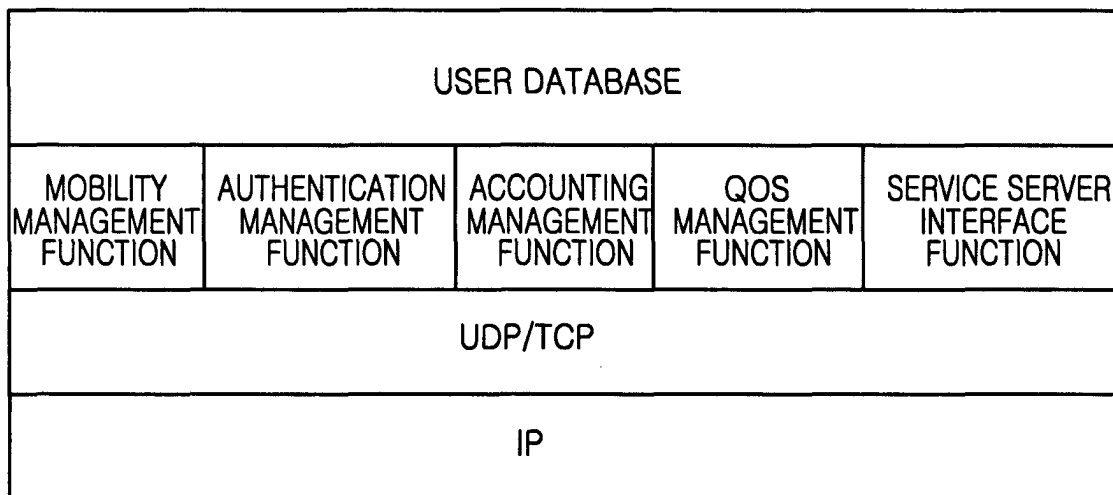 USER DATABASE
MOBILITY
MANAGEMENT
FUNCTION
AUTHENTICATION
MANAGEMENT
FUNCTION
ACCOUNTING
MANAGEMENT
FUNCTION
QOS
MANAGEMENT
FUNCTION
SERVICE SERVER
INTERFACE
FUNCTION
UDP/TCP
IP